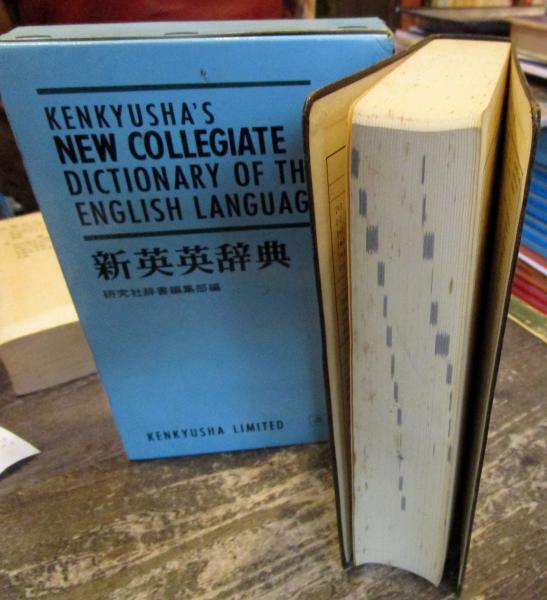 KENKYUSHA'S
NEW COLLEGIATE
DICTIONARY OF TH
ENGLISH LANGUAG
新英英辞典
研究社辞書編集部編
KENKYUSHA LIMITED